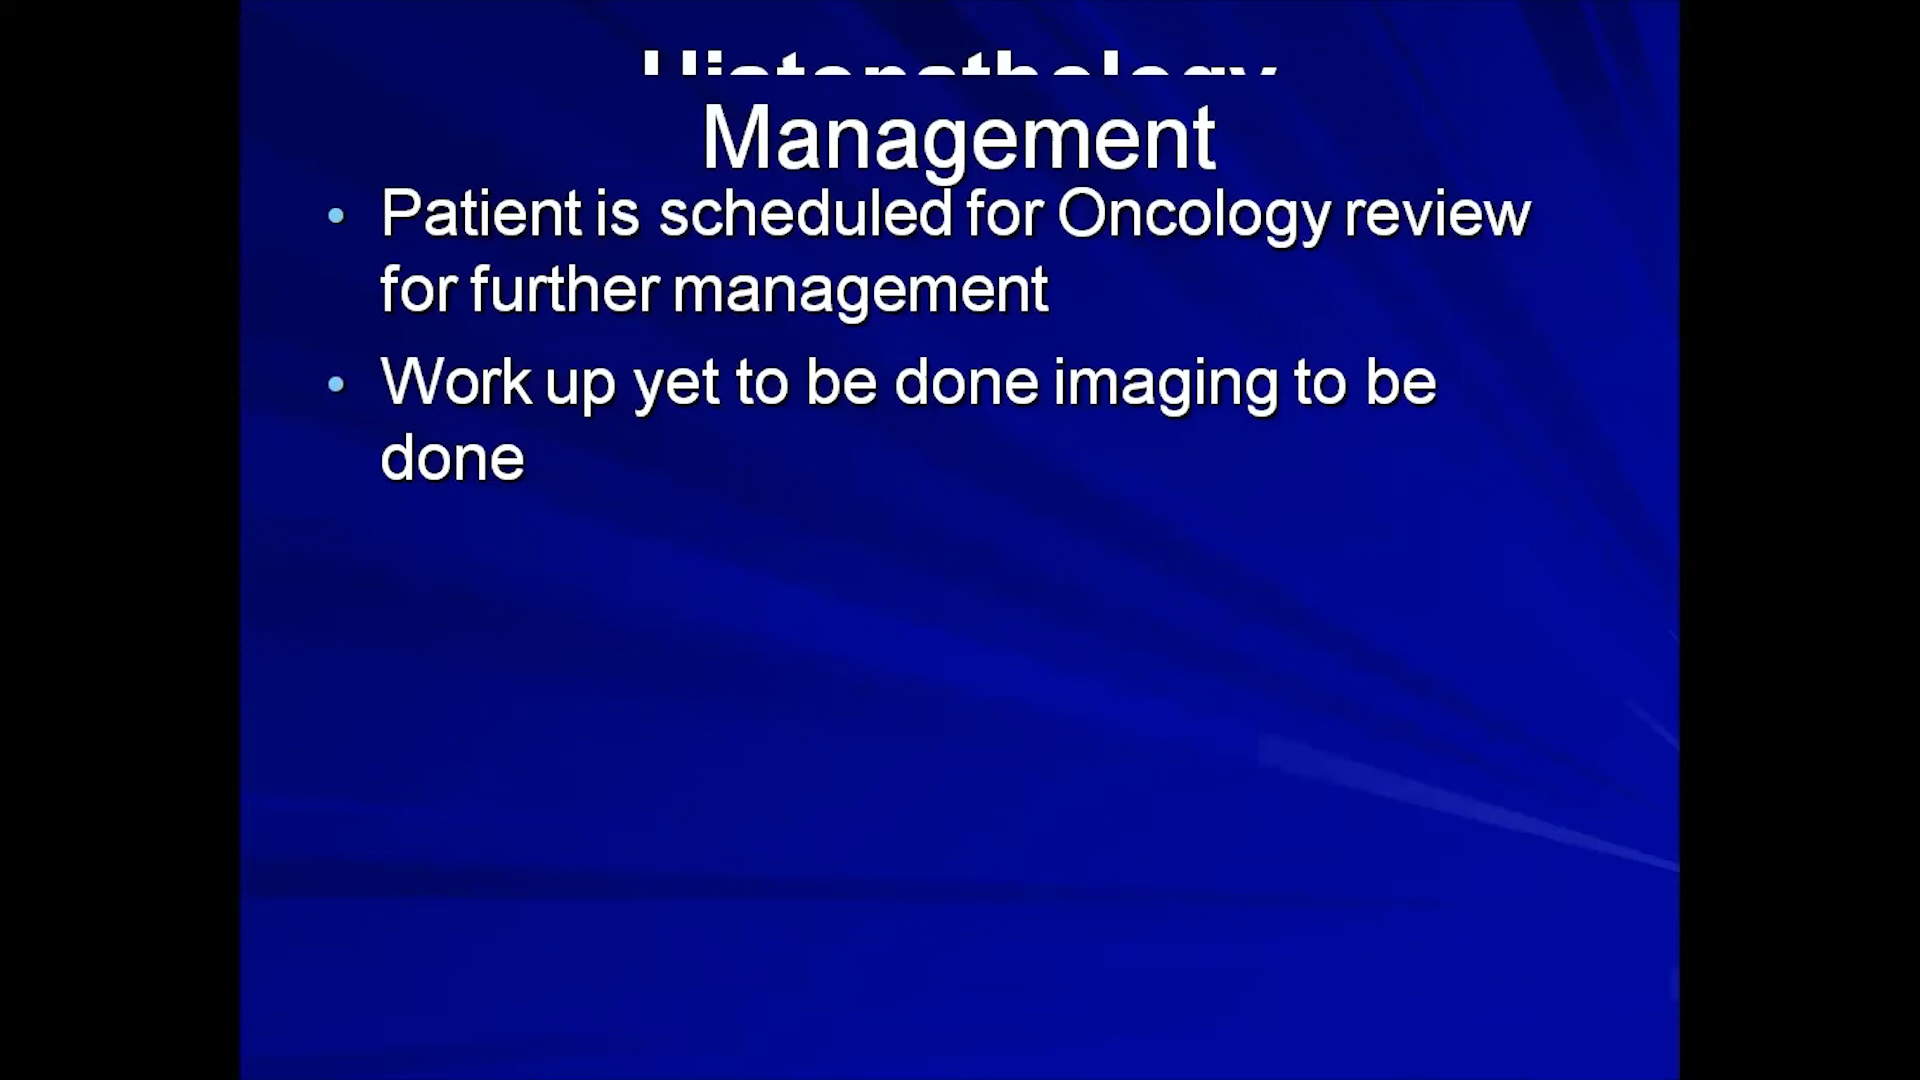 Management
• Patient is scheduled for Oncology review
for further management
• Work up yet to be done imaging to be
done